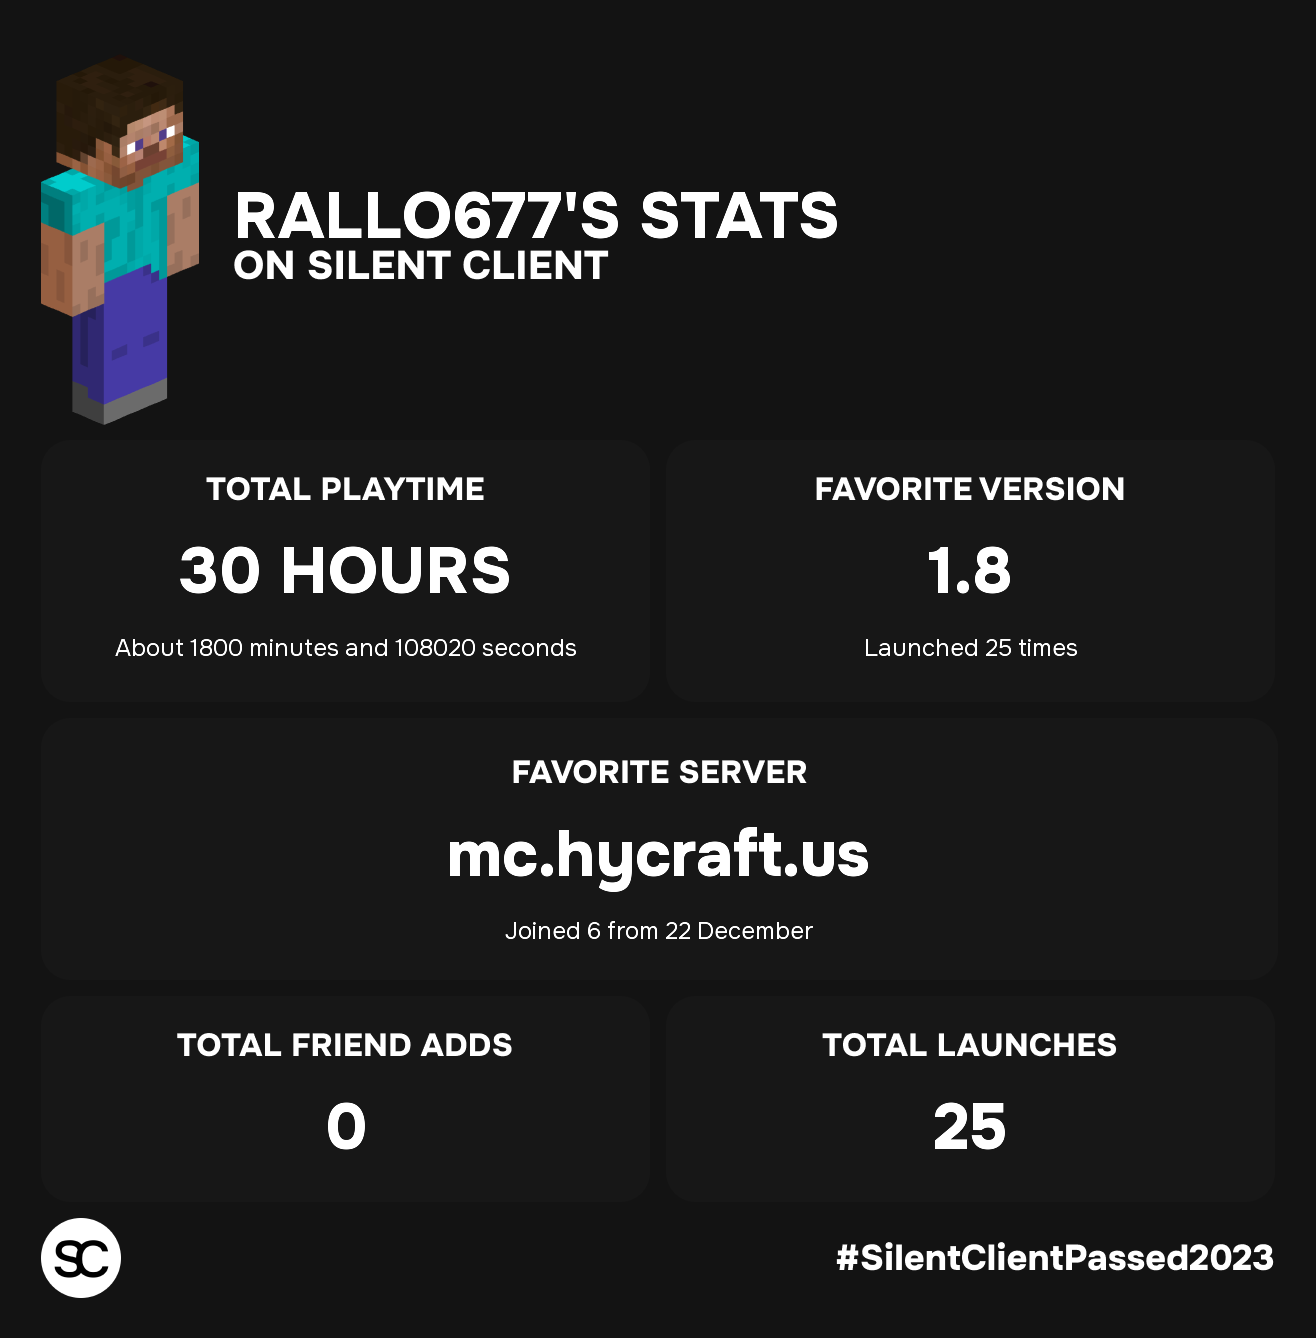 RALLO677'S STATS
ON SILENT CLIENT
TOTAL PLAYTIME
30 HOURS
About 1800 minutes and 108020 seconds
FAVORITE VERSION
1.8
Launched 25 times
FAVORITE SERVER
mc.hycraft.us
Joined 6 from 22 December
TOTAL FRIEND ADDS
0
TOTAL LAUNCHES
25
SC
#SilentClientPassed2023